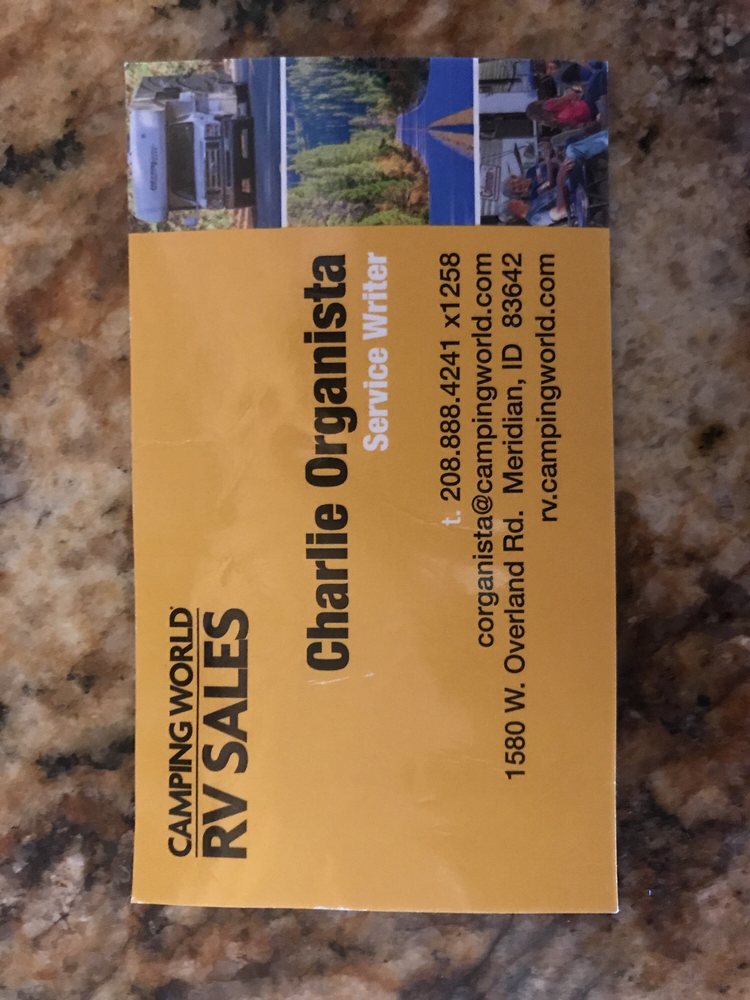 CAMPING WORLD
RV SALES
Charlie Organista
Service Writer
t. 208.888.4241 x1258
corganista@campingworld.com
1580 W. Overland Rd. Meridian, ID 83642
rv.campingworld.com